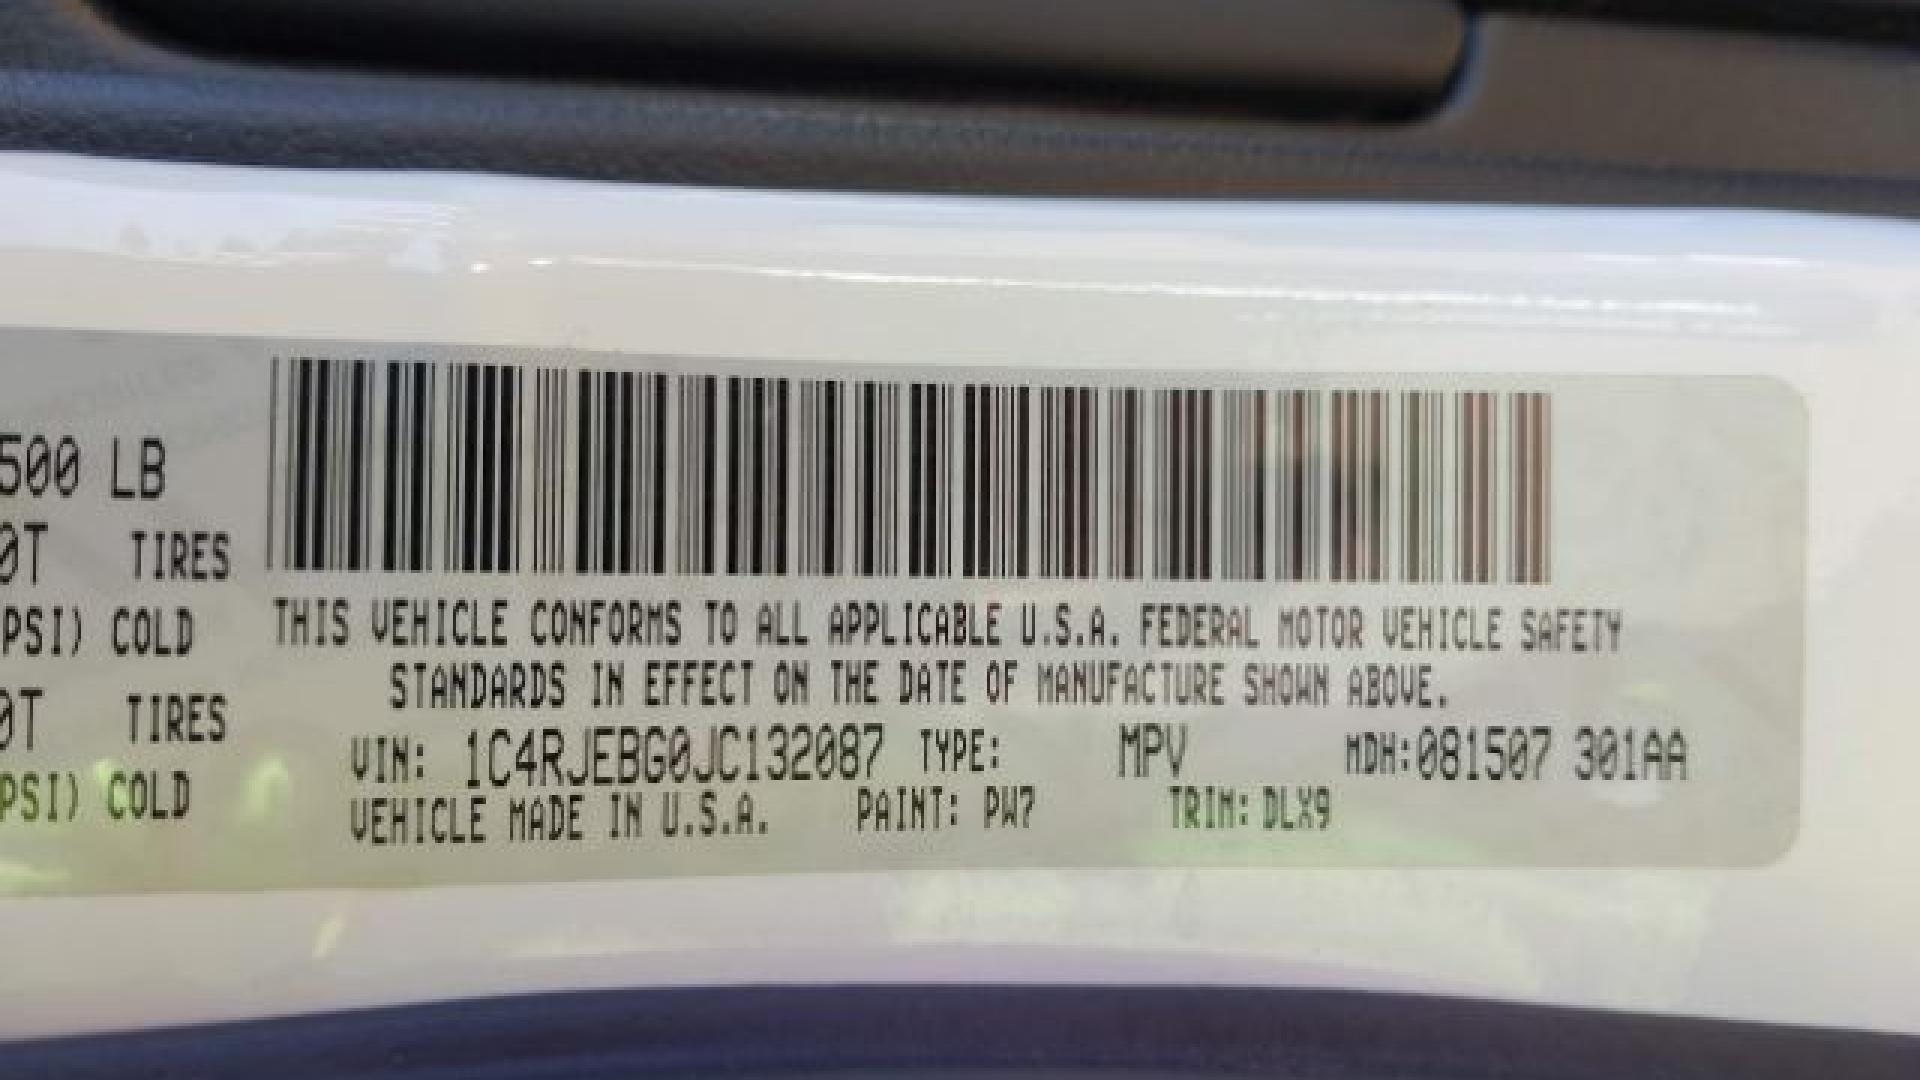 500 LB
0T TIRES
PSI) COLD
0T TIRES
PSI) COLD
THIS VEHICLE CONFORMS TO ALL APPLICABLE U.S.A. FEDERAL MOTOR VEHICLE SAFETY
STANDARDS IN EFFECT ON THE DATE OF MANUFACTURE SHOWN ABOVE.
VIN: 1C4RJEBG0JC132087 TYPE: MPV MDH:081507 301AA
VEHICLE MADE IN U.S.A. PAINT: PW7 TRIM: DLX9